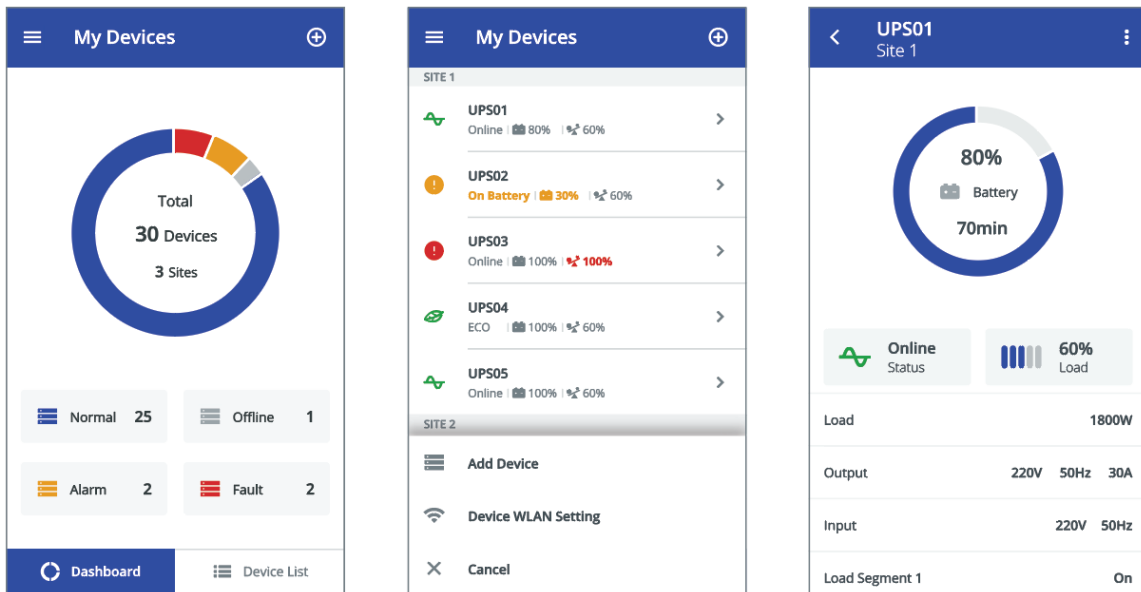 My Devices
Total
30 Devices
3 Sites
Normal 25
Offline 1
Alarm 2
Fault 2
Dashboard
Device List
My Devices
SITE 1
UPS01
Online 80% 60%
UPS02
On Battery 30% 60%
UPS03
Online 100% 100%
UPS04
ECO 100% 60%
UPS05
Online 100% 60%
SITE 2
Add Device
Device WLAN Setting
Cancel
UPS01
Site 1
80%
Battery
70min
Online
Status
60%
Load
Load 1800W
Output 220V 50Hz 30A
Input 220V 50Hz
Load Segment 1 On